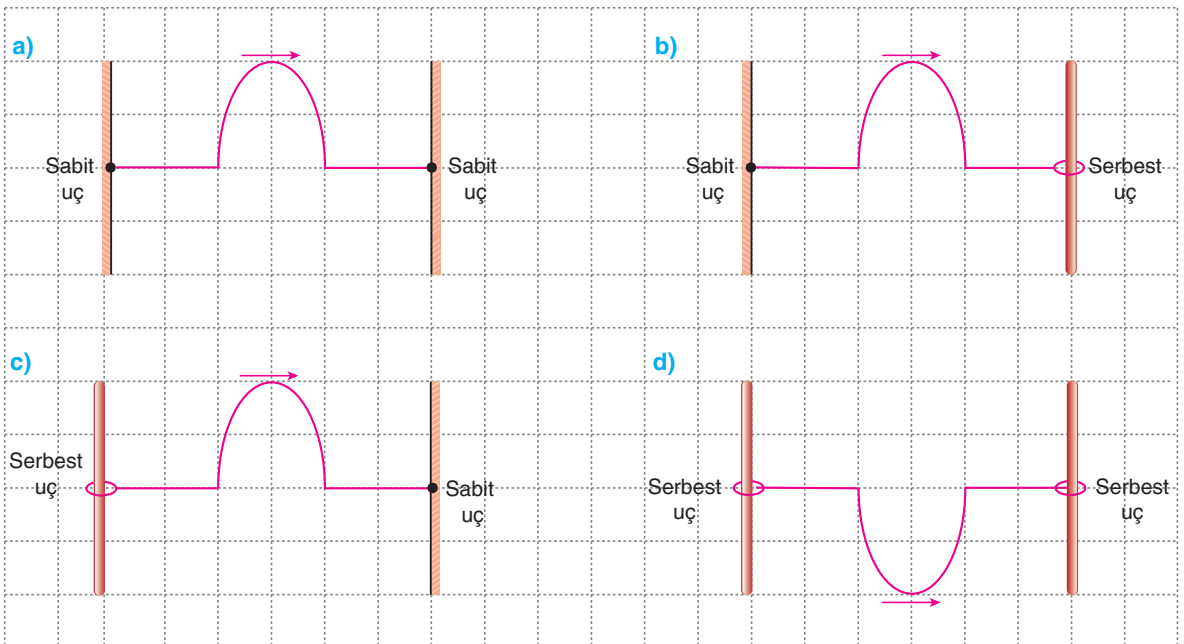 a)
Sabit
uç
Sabit
uç
b)
Sabit
uç
Serbest
uç
c)
Serbest
uç
Sabit
uç
d)
Serbest
uç
Serbest
uç